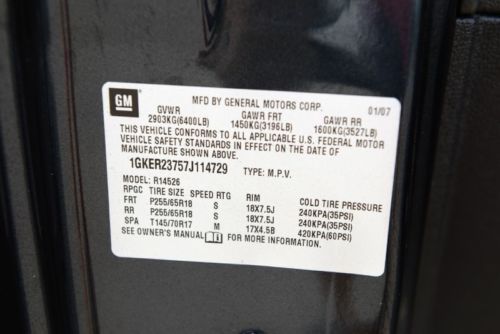 GM
MFD BY GENERAL MOTORS CORP. 01/07
GVWR GAWR FRT GAWR RR
2903KG(6400LB) 1450KG(3196LB) 1600KG(3527LB)
THIS VEHICLE CONFORMS TO ALL APPLICABLE U.S. FEDERAL MOTOR
VEHICLE SAFETY STANDARDS IN EFFECT ON THE DATE OF
MANUFACTURE SHOWN ABOVE.
1GKER23757J114729 TYPE: M.P.V.
MODEL: R14526
RPGC TIRE SIZE SPEED RTG RIM COLD TIRE PRESSURE
FRT P255/65R18 S 18X7.5J 240KPA(35PSI)
RR P255/65R18 S 18X7.5J 240KPA(35PSI)
SPA T145/70R17 M 17X4.5B 420KPA(60PSI)
SEE OWNER'S MANUAL FOR MORE INFORMATION.